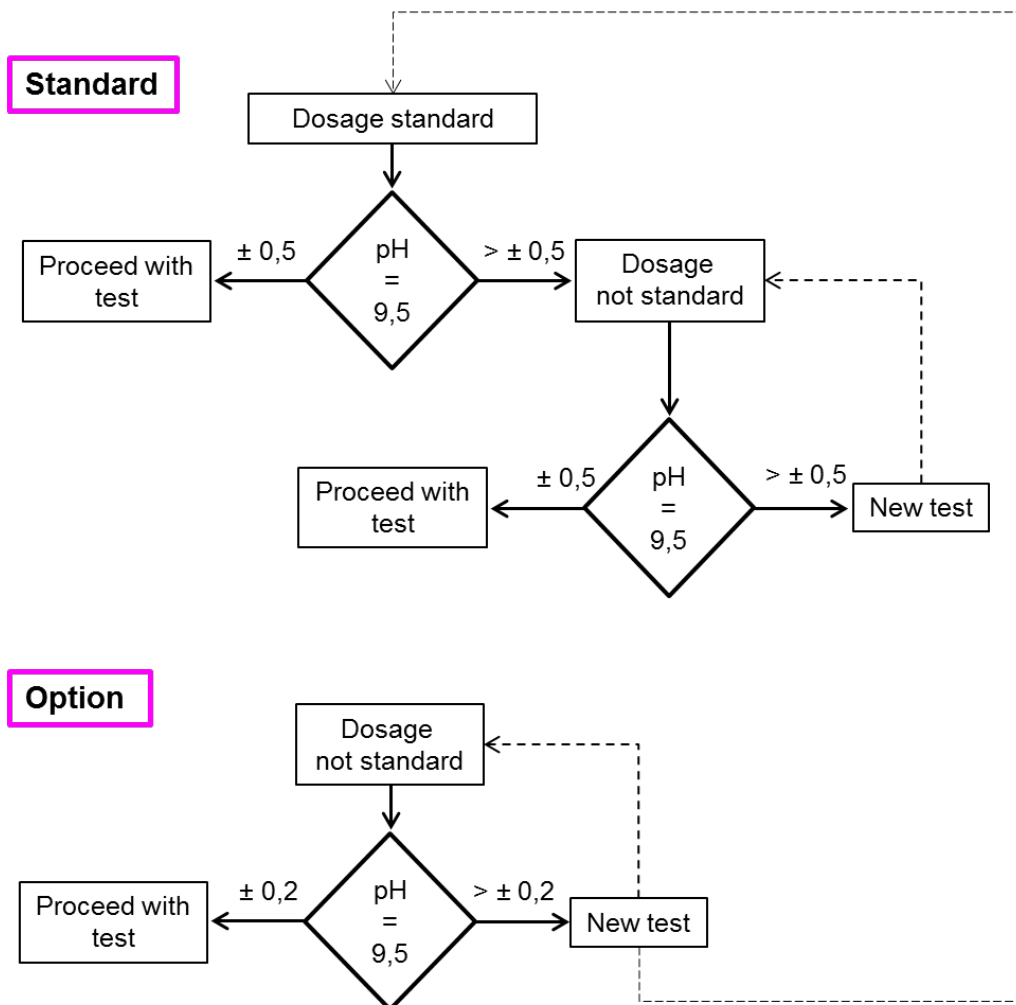 Standard
Dosage standard
± 0,5
pH
=
9,5
> ± 0,5
Proceed with
test
Dosage
not standard
± 0,5
pH
=
9,5
> ± 0,5
Proceed with
test
New test
Option
Dosage
not standard
± 0,2
pH
=
9,5
> ± 0,2
Proceed with
test
New test